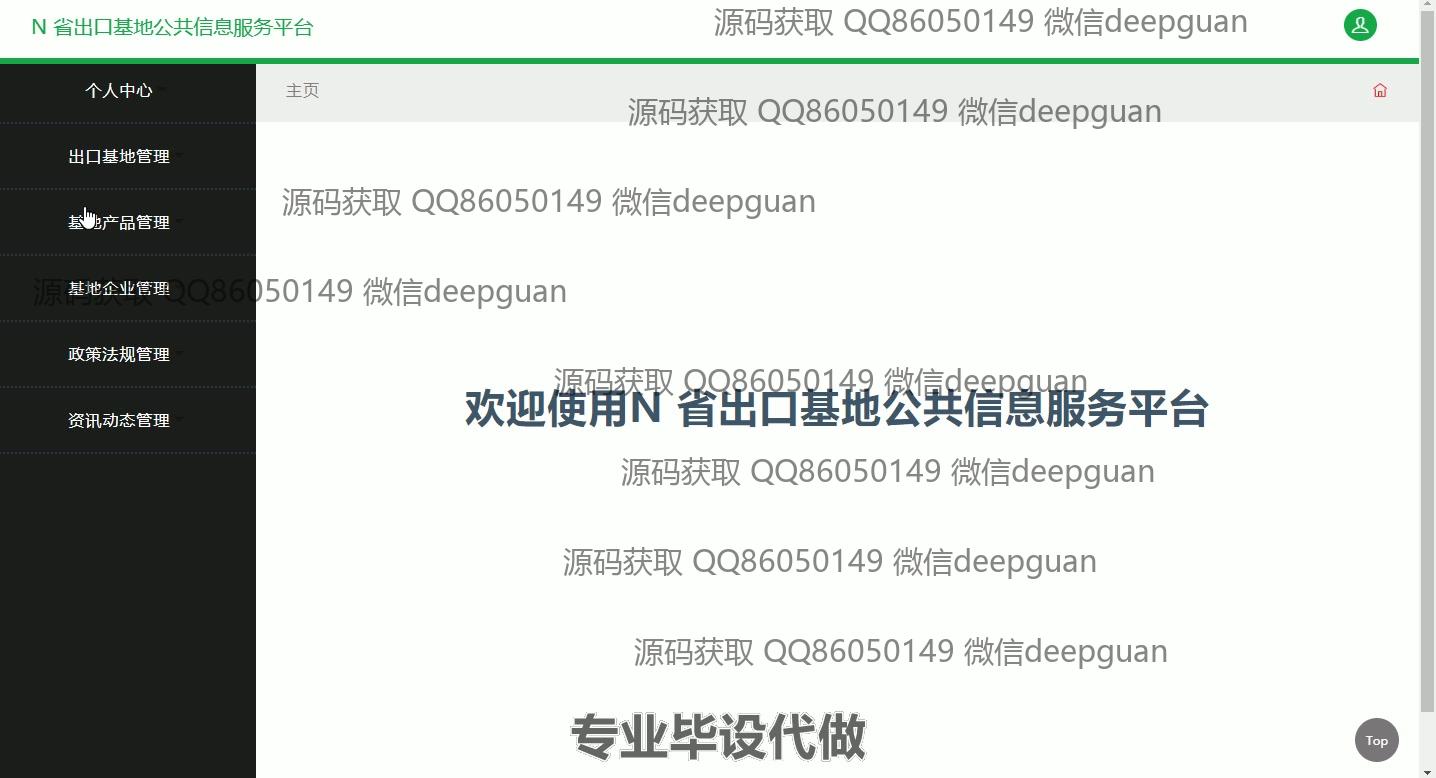 N 省出口基地公共信息服务平台
源码获取 QQ86050149 微信deepguan
个人中心
主页
源码获取 QQ86050149 微信deepguan
出口基地管理
源码获取 QQ86050149 微信deepguan
基地产品管理
源码获取 QQ86050149 微信deepguan
基地企业管理
政策法规管理
源码获取 QQ86050149 微信deepguan
欢迎使用N 省出口基地公共信息服务平台
资讯动态管理
源码获取 QQ86050149 微信deepguan
源码获取 QQ86050149 微信deepguan
源码获取 QQ86050149 微信deepguan
专业毕设代做
Top